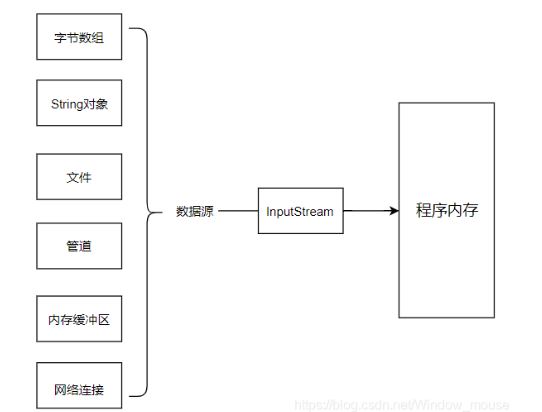 字节数组
String对象
文件
管道
内存缓冲区
网络连接
数据源
InputStream
程序内存
https://blog.csdn.net/Window_mouse